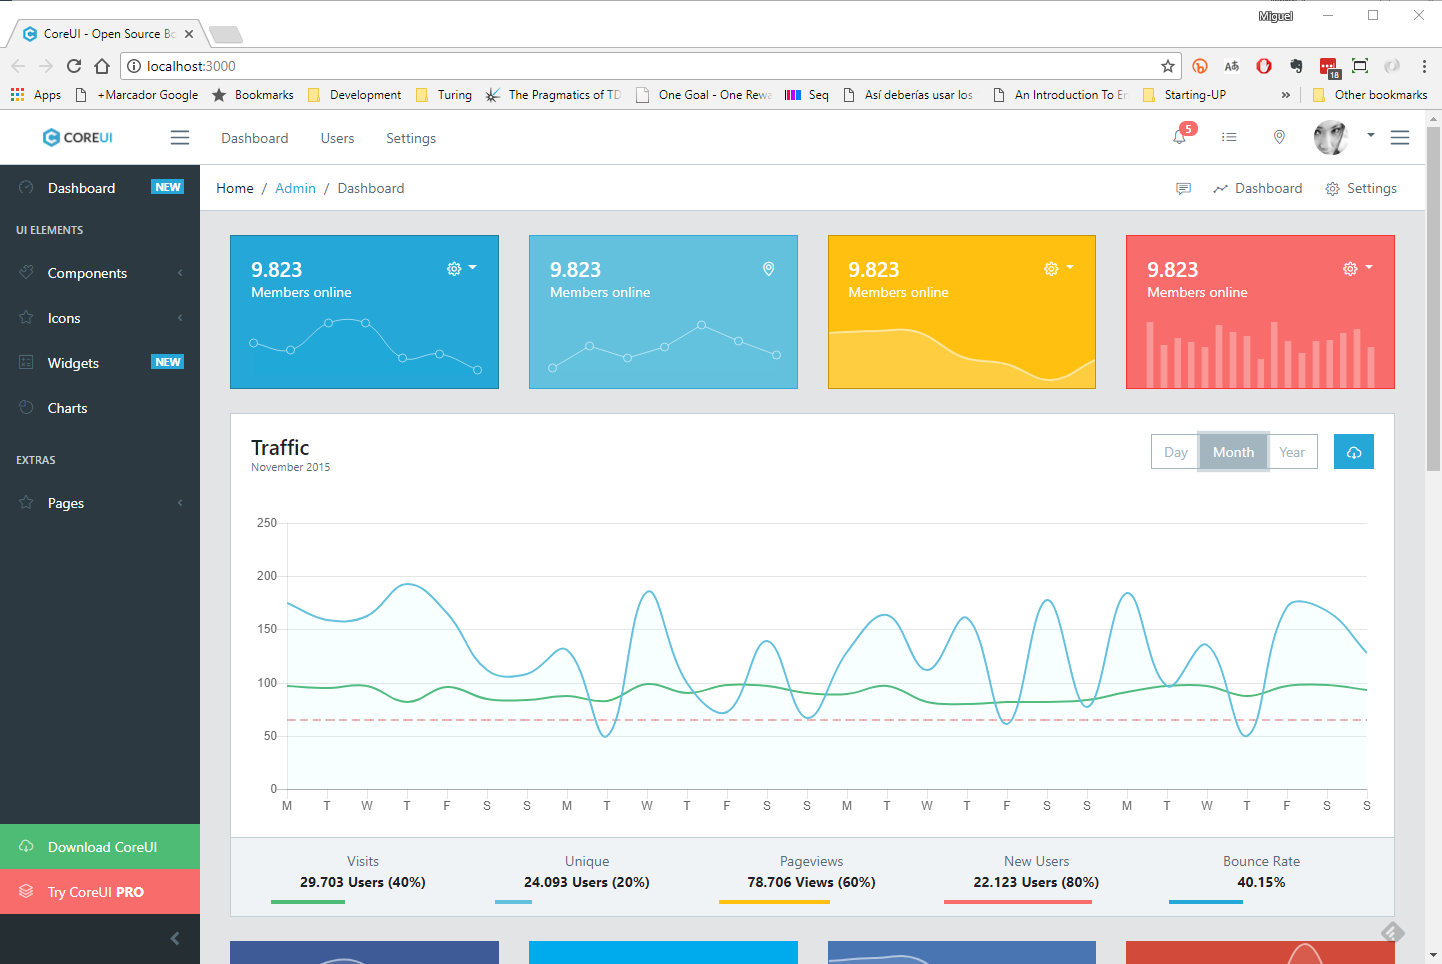 Miguel
CoreUI - Open Source Bo
localhost:3000
18
Apps +Marcador Google Bookmarks Development Turing The Pragmatics of TD One Goal - One Rewa Seq Así deberías usar los An Introduction To Er Starting-UP » Other bookmarks
COREUI Dashboard Users Settings 5
Dashboard NEW
Home / Admin / Dashboard Dashboard Settings
UI ELEMENTS
Components
Icons
Widgets NEW
Charts
EXTRAS
Pages
Download CoreUI
Try CoreUI PRO
9.823 9.823 9.823 9.823
Members online Members online Members online Members online
Traffic
November 2015
Day Month Year
250
200
150
100
50
0
M T W T F S S M T W T F S S M T W T F S S M T W T F S S
Visits Unique Pageviews New Users Bounce Rate
29.703 Users (40%) 24.093 Users (20%) 78.706 Views (60%) 22.123 Users (80%) 40.15%